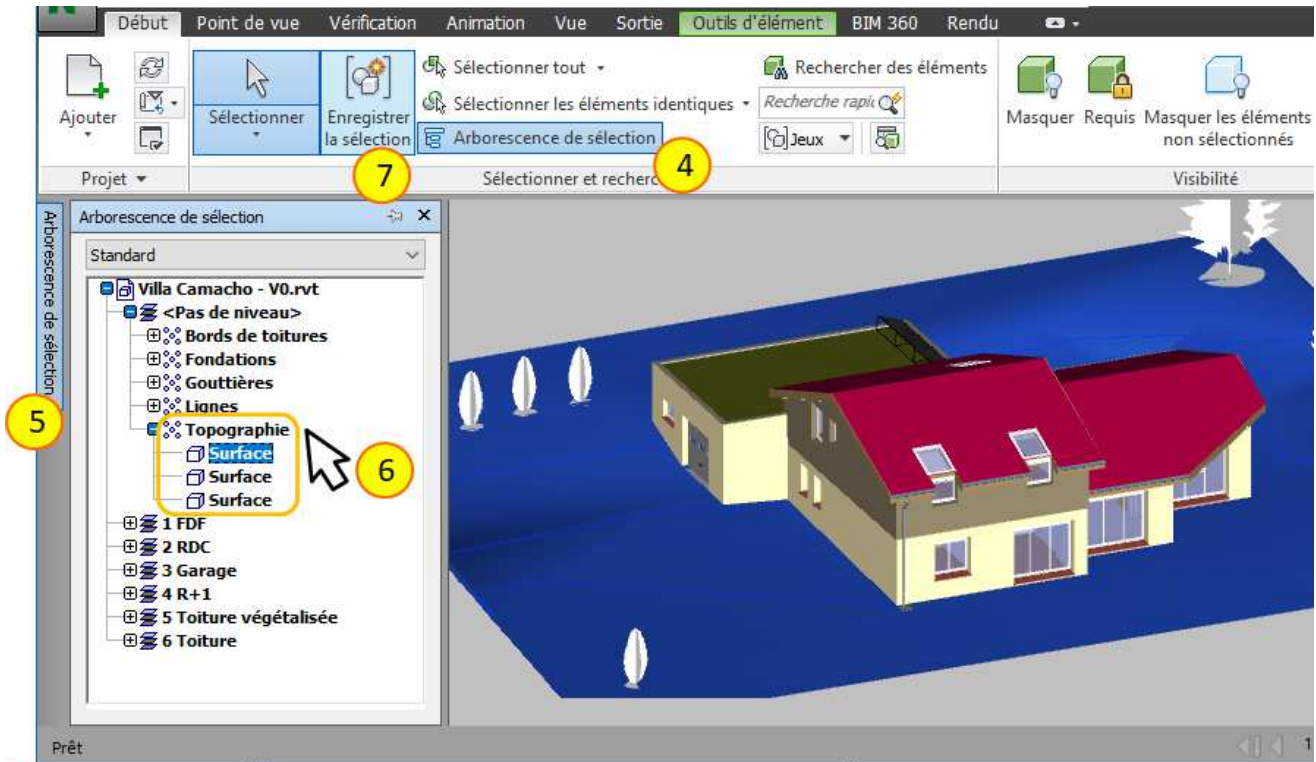 Début Point de vue Vérification Animation Vue Sortie Outils d'élément BIM 360 Rendu
Ajouter
Sélectionner
Enregistrer
la sélection
Sélectionner tout
Sélectionner les éléments identiques
Arborescence de sélection
Rechercher des éléments
Recherche rapi
Jeux
Masquer
Requis
Masquer les éléments
non sélectionnés
7
4
Projet
Sélectionner et recherc
Visibilité
Arborescence de sélection
5
Arborescence de sélection
Standard
Villa Camacho - V0.rvt
<Pas de niveau>
Bords de toitures
Fondations
Gouttières
Lignes
Topographie
Surface
Surface
Surface
6
1 FDF
2 RDC
3 Garage
4 R+1
5 Toiture végétalisée
6 Toiture
Prêt
1